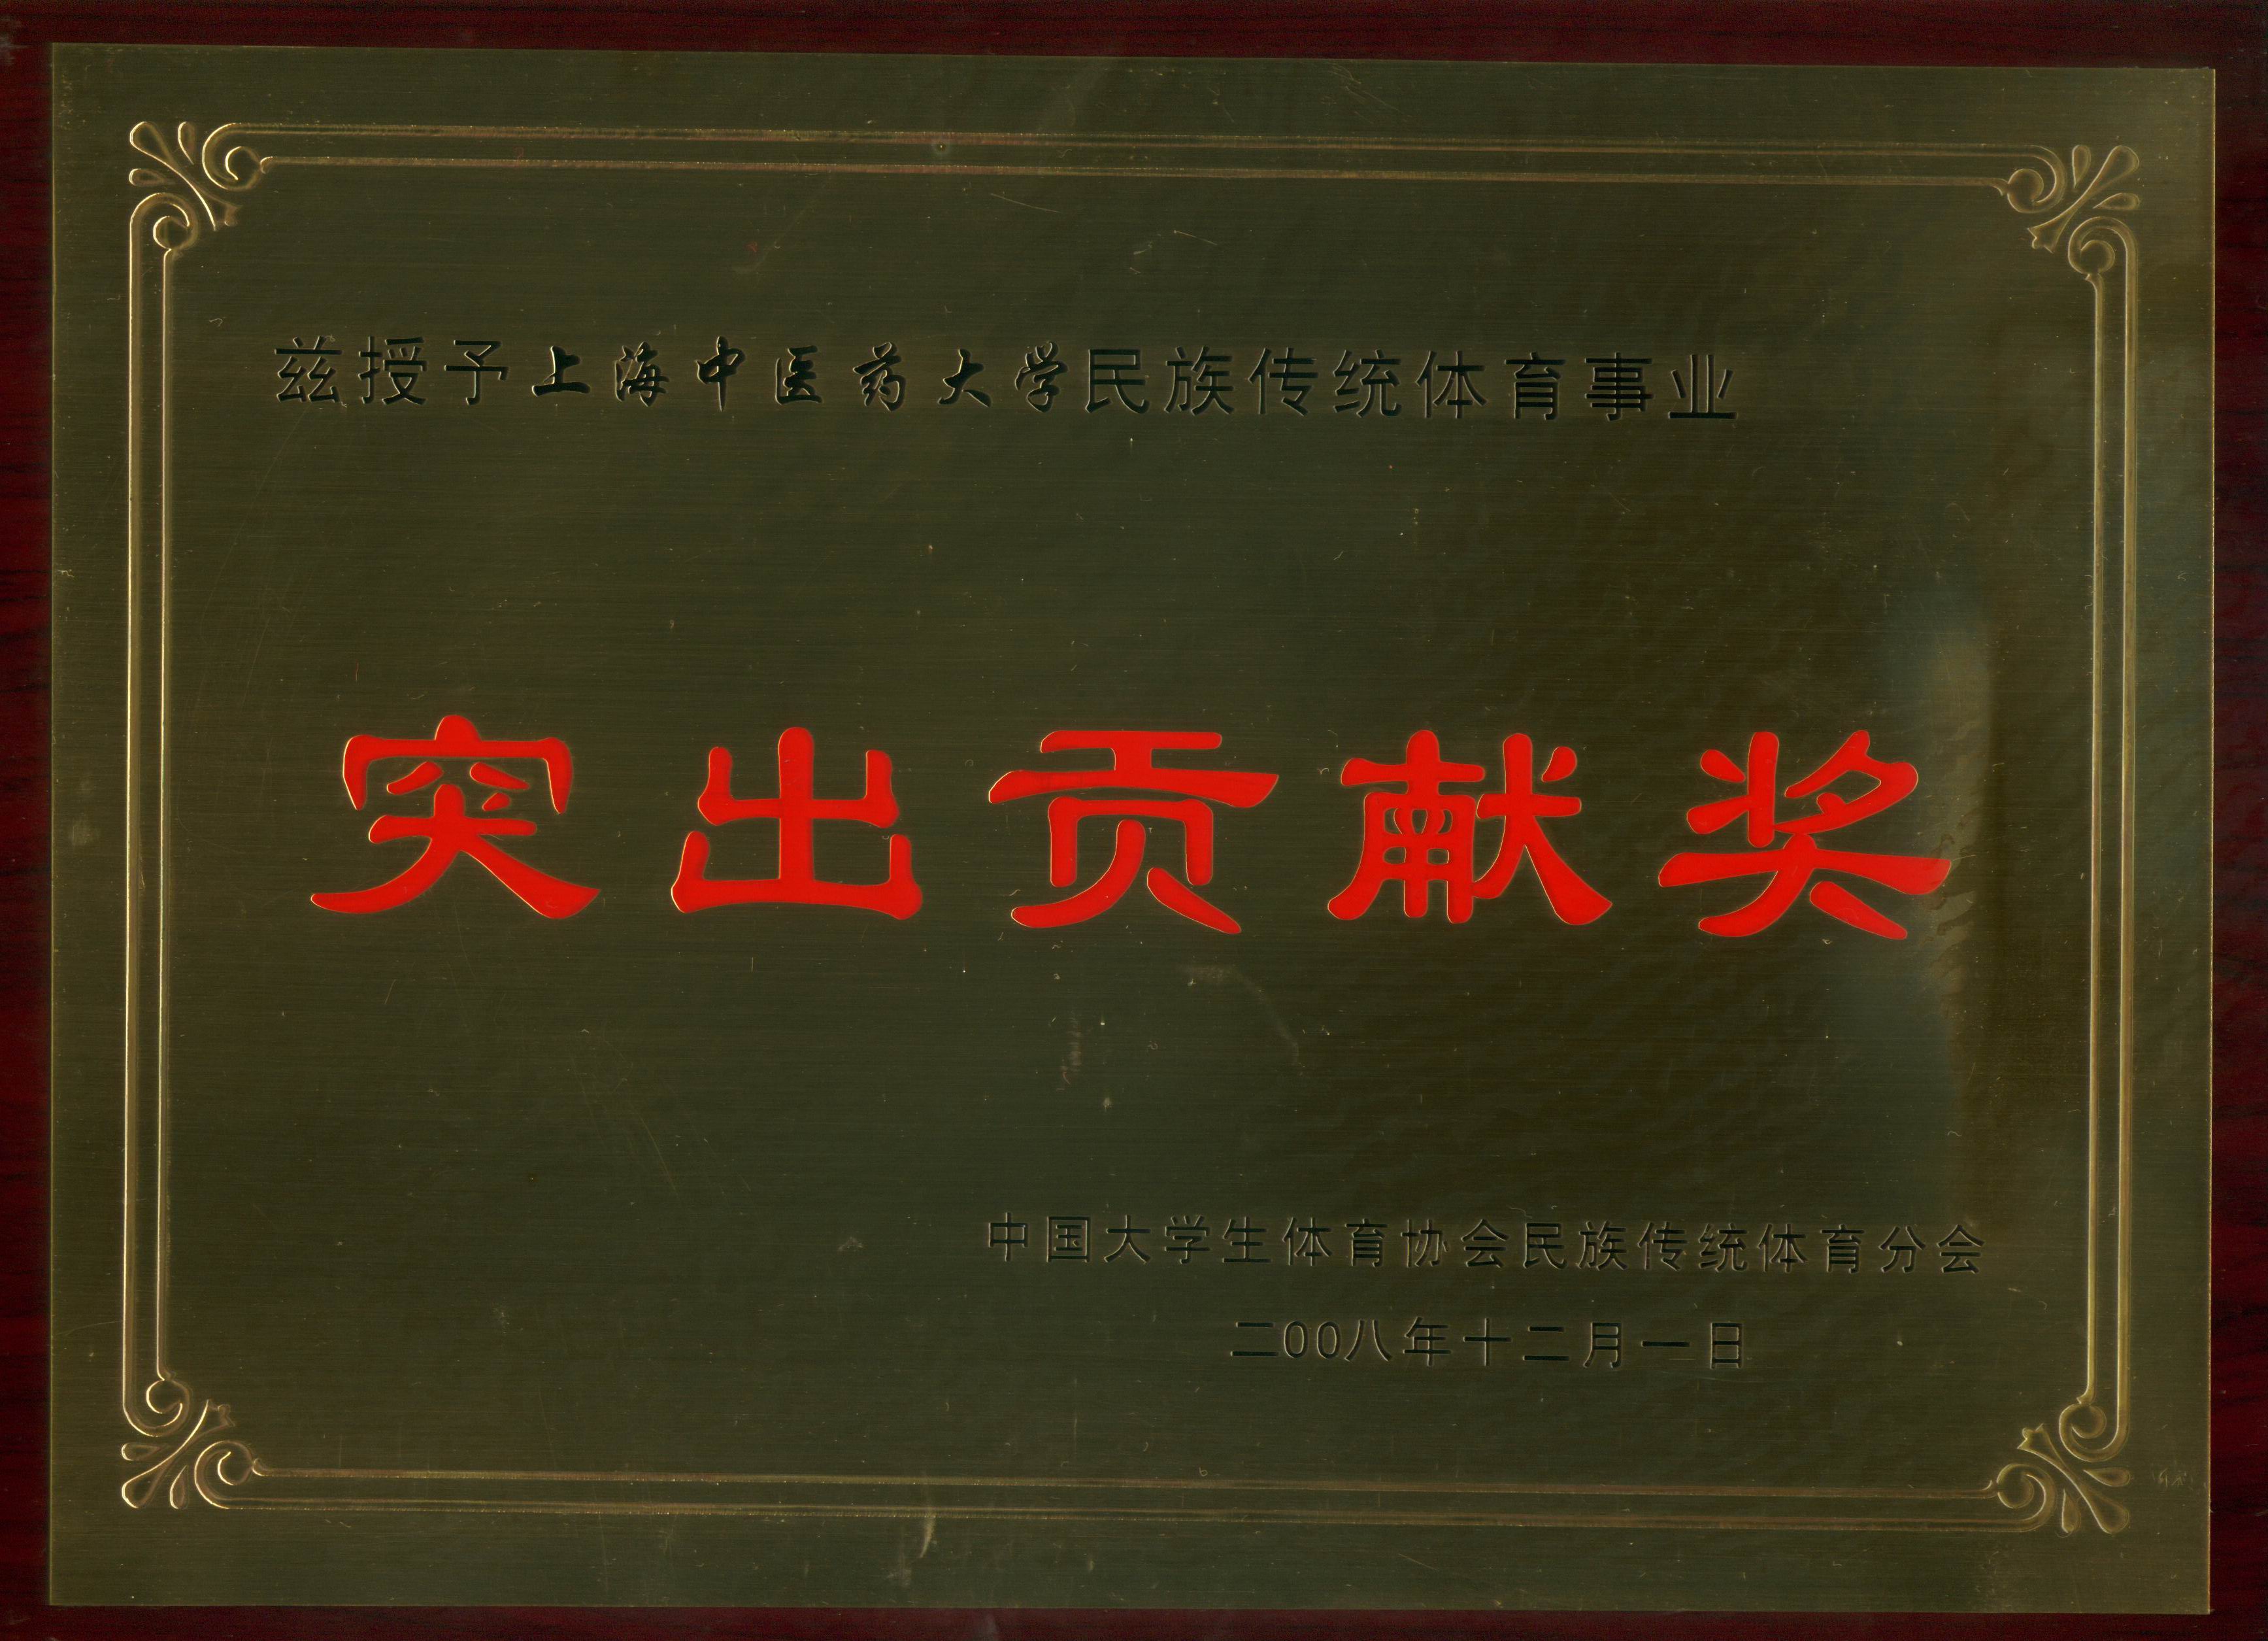 兹授予上海中医药大学民族传统体育事业
突出贡献奖
中国大学生体育协会民族传统体育分会
二00八年十二月一日